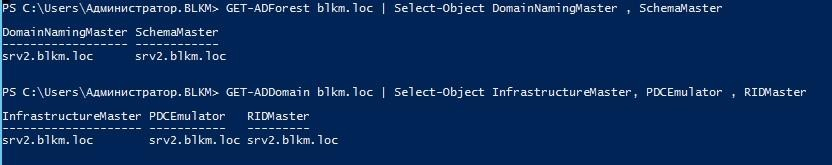 PS C:\Users\Администратор.BLKM> GET-ADForest blkm.loc | Select-Object DomainNamingMaster , SchemaMaster
DomainNamingMaster SchemaMaster
------------------ ------------
srv2.blkm.loc srv2.blkm.loc
PS C:\Users\Администратор.BLKM> GET-ADDomain blkm.loc | Select-Object InfrastructureMaster, PDCEmulator , RIDMaster
InfrastructureMaster PDCEmulator RIDMaster
-------------------- ----------- ---------
srv2.blkm.loc srv2.blkm.loc srv2.blkm.loc